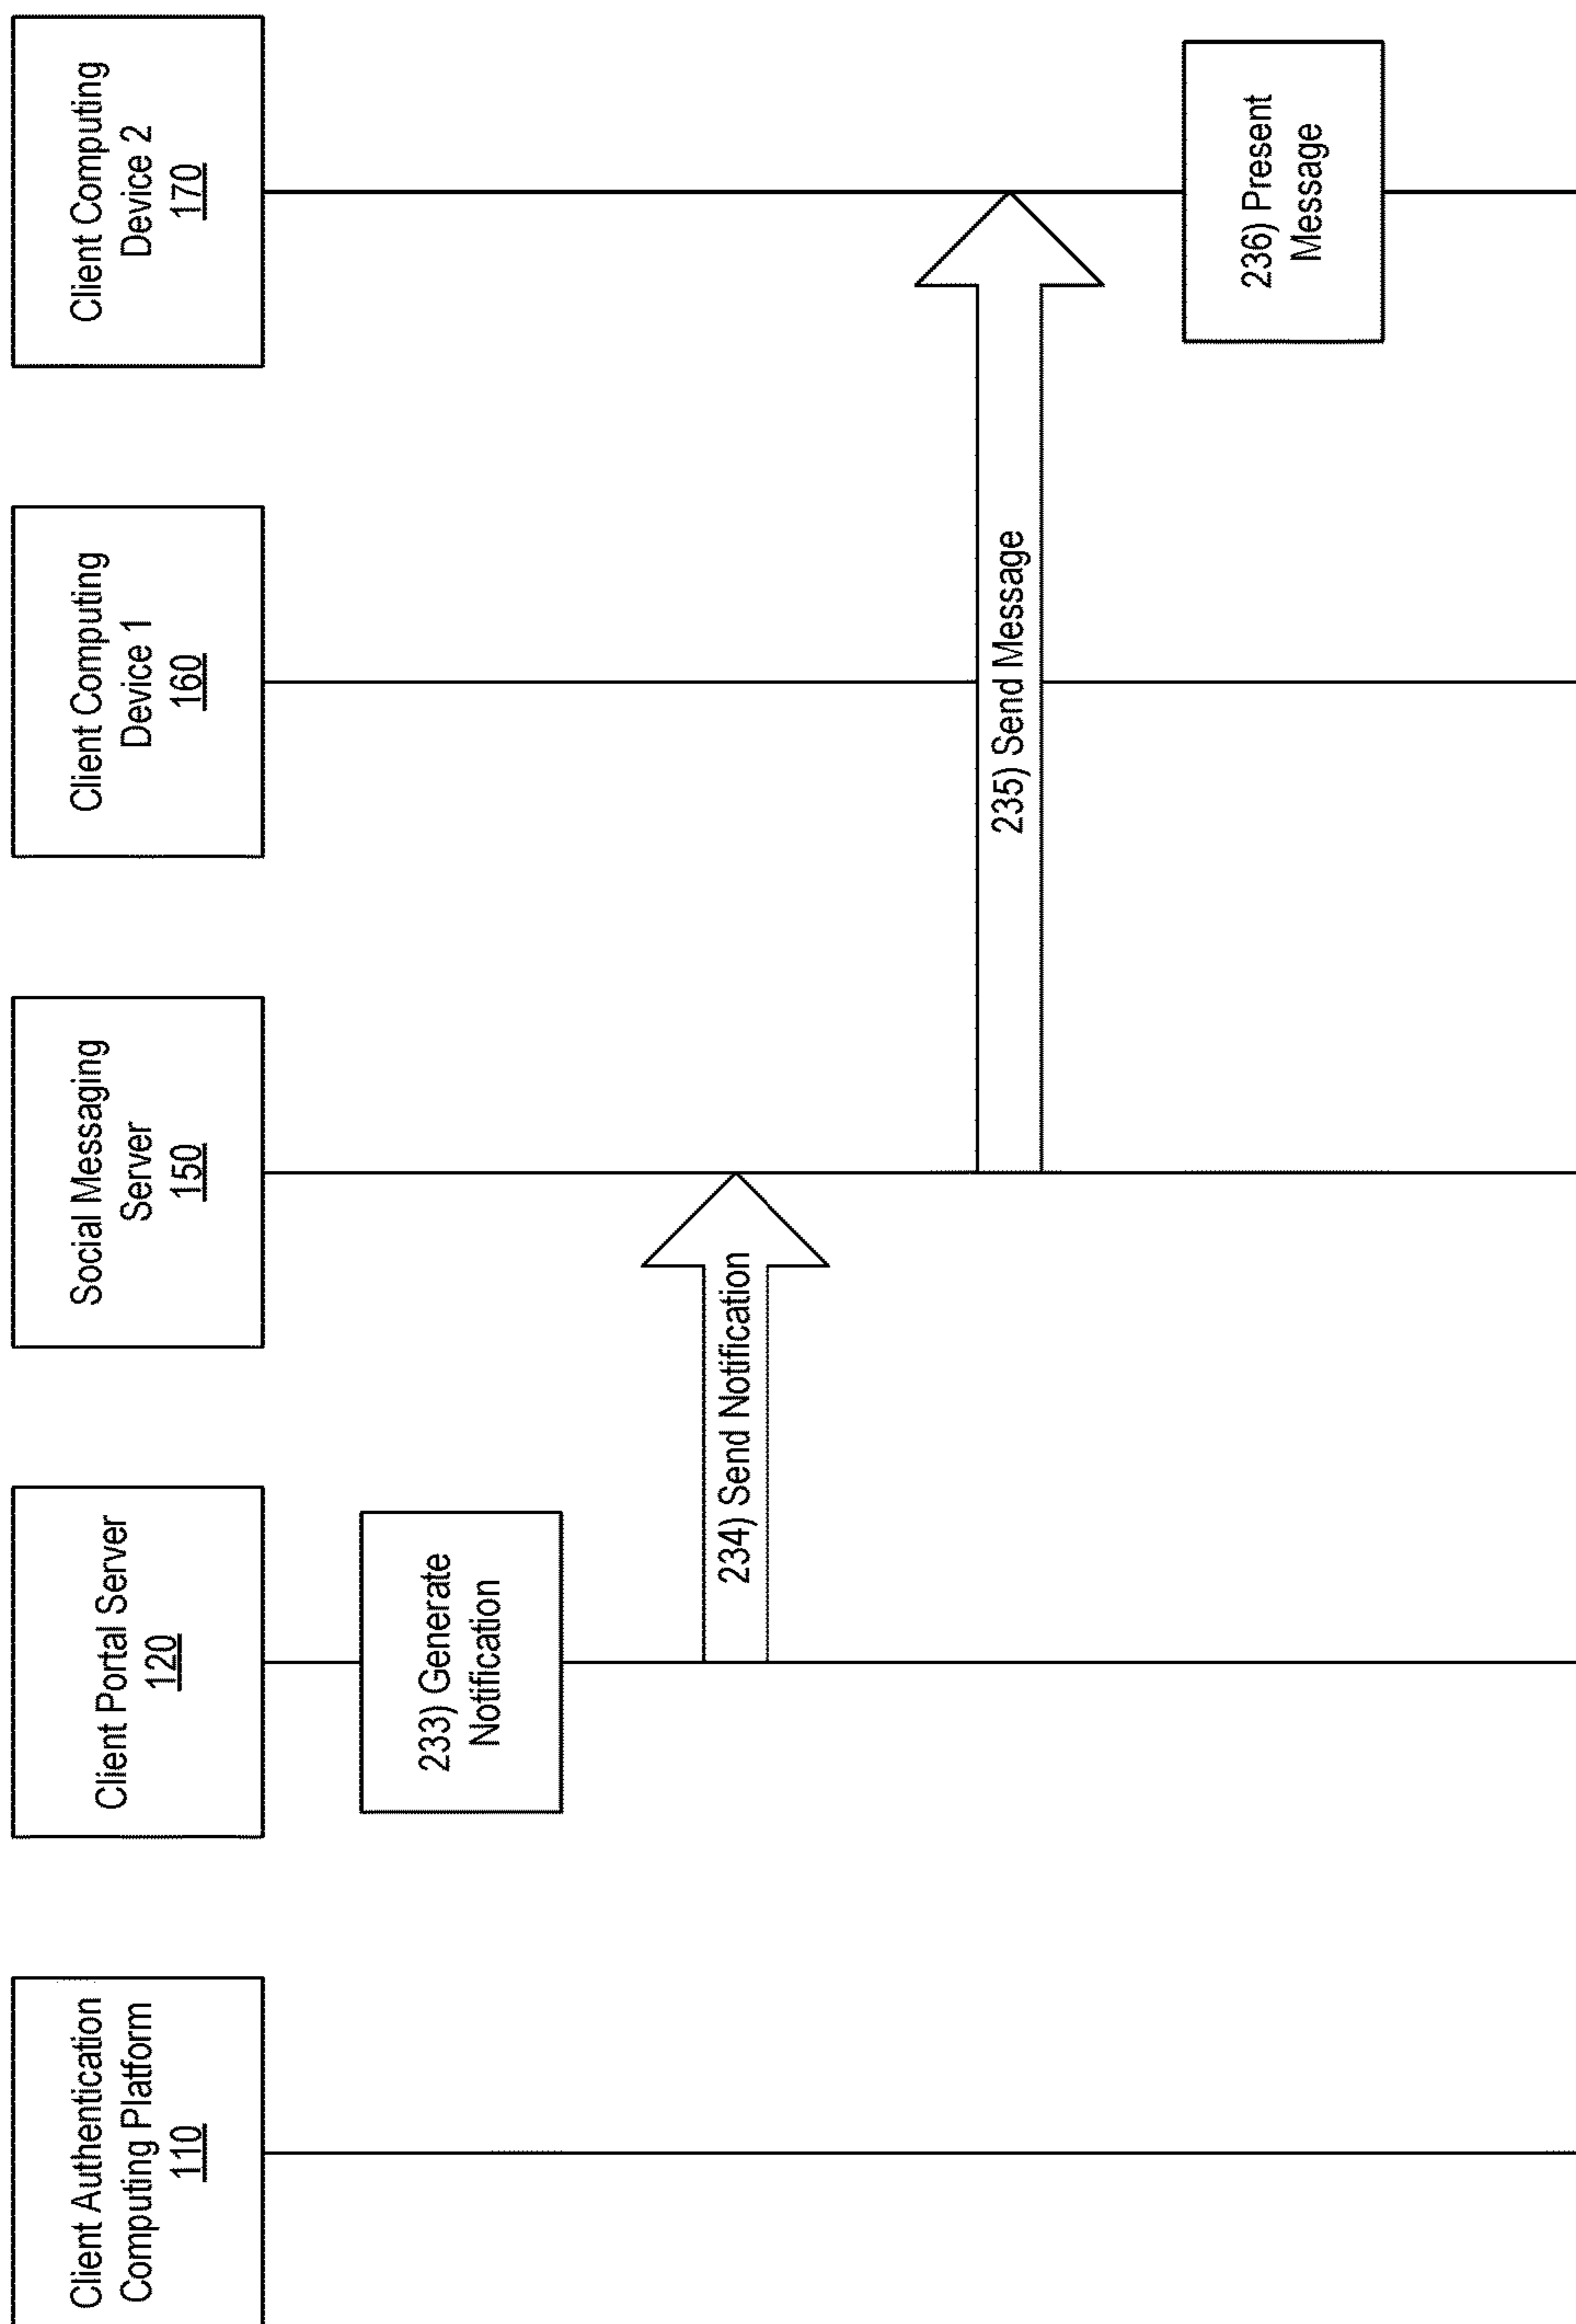 Client Authentication
Computing Platform
110
Client Portal Server
120
Social Messaging
Server
150
Client Computing
Device 1
160
Client Computing
Device 2
170
233) Generate
Notification
234) Send Notification
235) Send Message
236) Present
Message